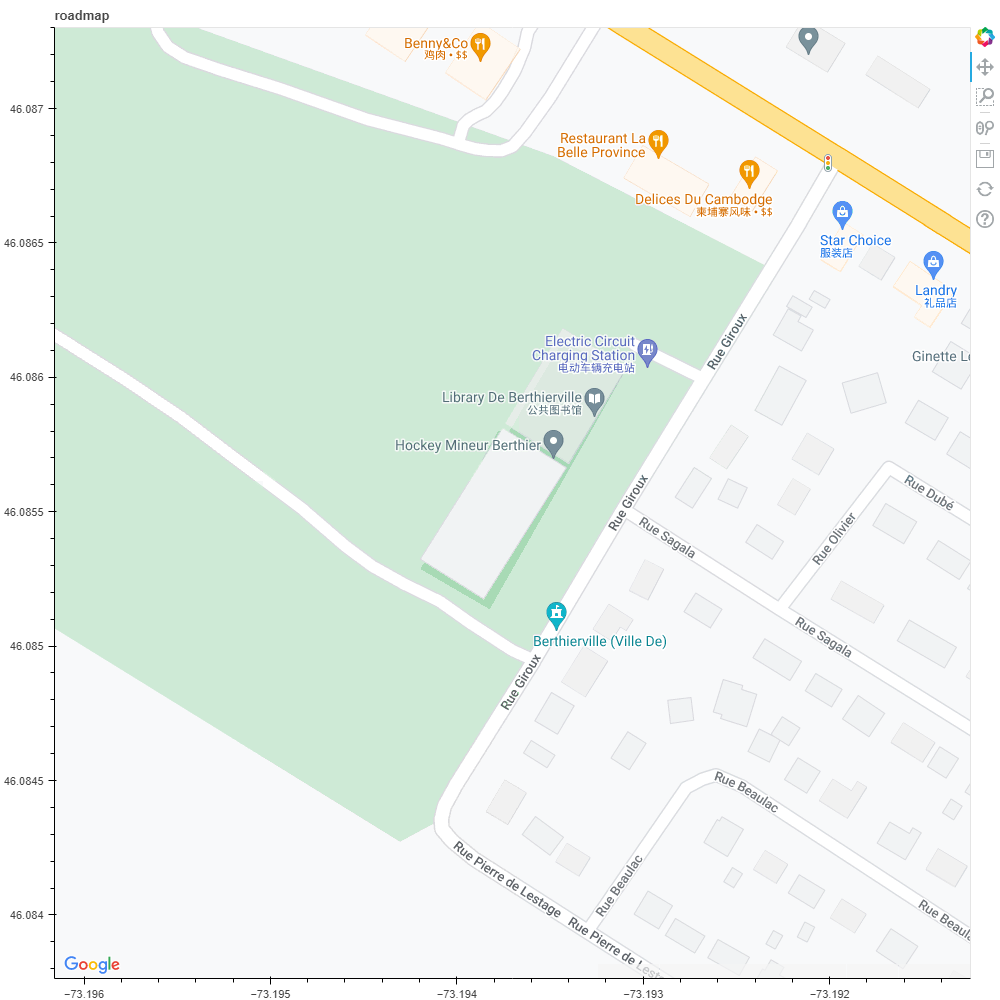 roadmap
Benny&Co
鸡肉 • $$
46.087
Restaurant La
Belle Province
Delices Du Cambodge
柬埔寨风味 • $$
46.0865
Star Choice
服装店
Landry
礼品店
Rue Giroux
Electric Circuit
Charging Station
电动车辆充电站
Ginette Le
46.086
Library De Berthierville
公共图书馆
Hockey Mineur Berthier
Rue Giroux
Rue Dubé
46.0855
Rue Sagala
Rue Olivier
Rue Sagala
Berthierville (Ville De)
46.085
Rue Giroux
46.0845
Rue Beaulac
Rue Pierre de Lestage
Rue Beaulac
Rue Beaula
46.084
Rue Pierre de Lest
Google
−73.196
−73.195
−73.194
−73.193
−73.192